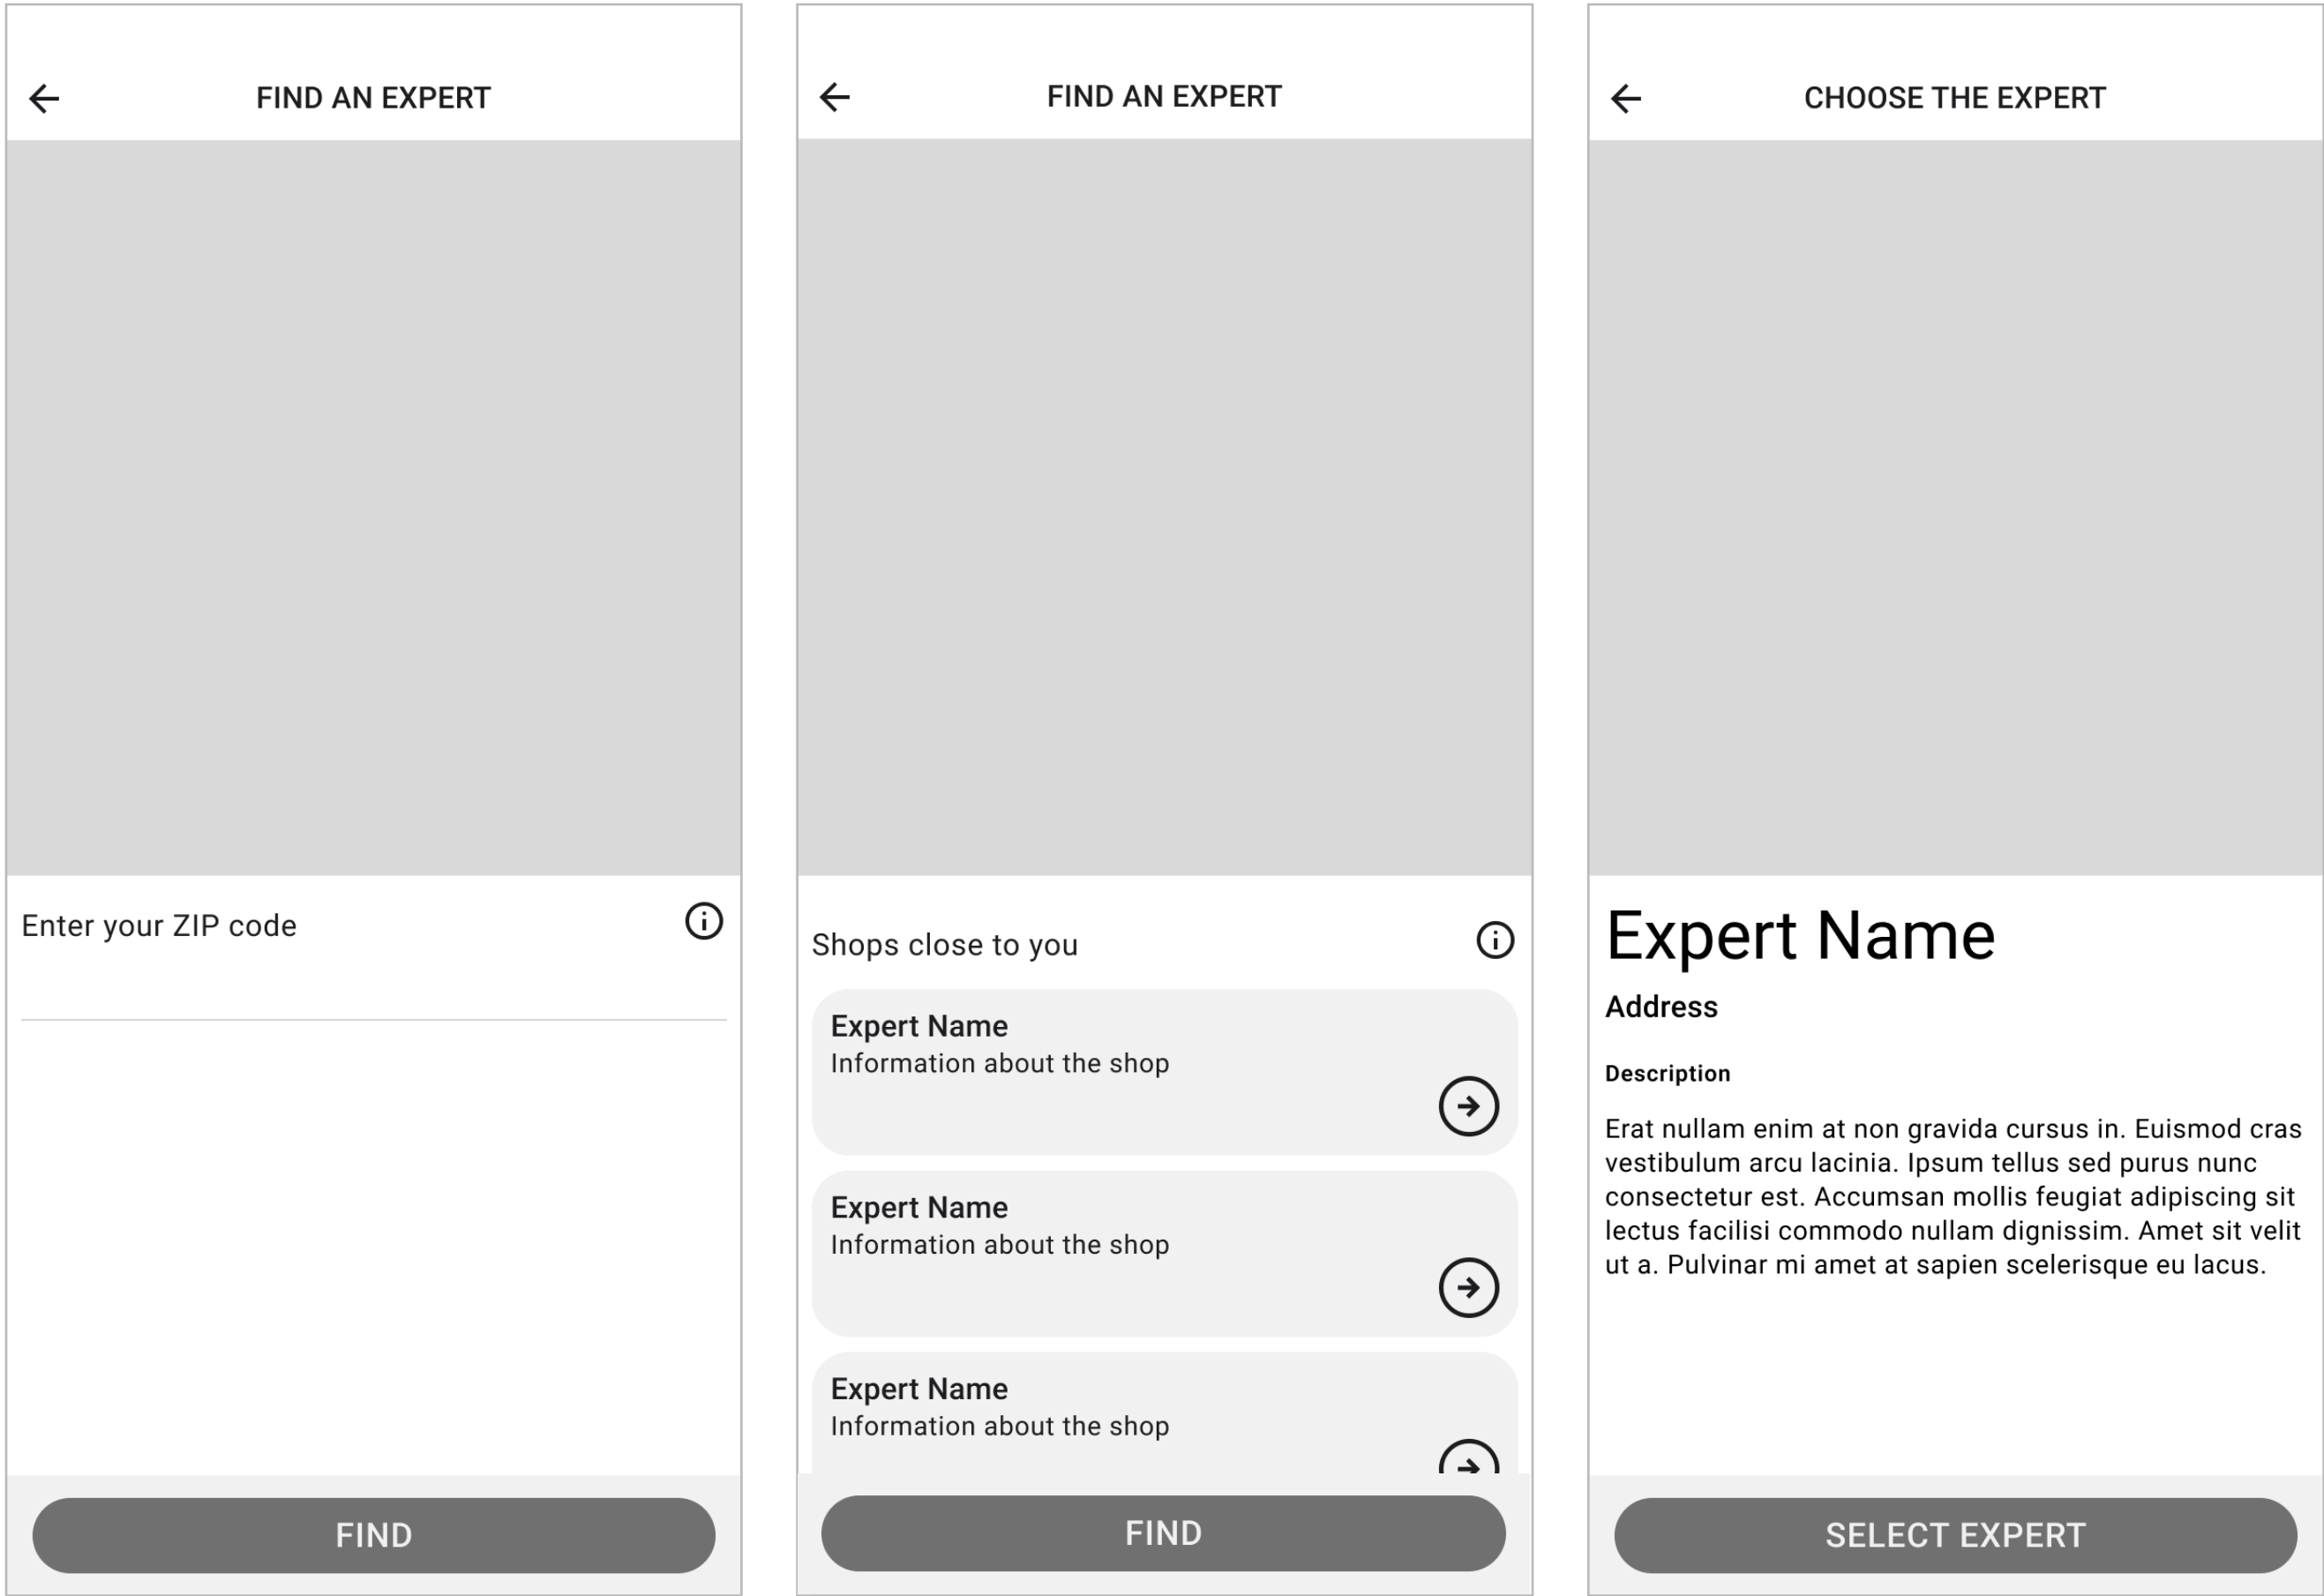 FIND AN EXPERT
Enter your ZIP code
FIND
FIND AN EXPERT
Shops close to you
Expert Name
Information about the shop
Expert Name
Information about the shop
Expert Name
Information about the shop
FIND
CHOOSE THE EXPERT
Expert Name
Address
Description
Erat nullam enim at non gravida cursus in. Euismod cras
vestibulum arcu lacinia. Ipsum tellus sed purus nunc
consectetur est. Accumsan mollis feugiat adipiscing sit
lectus facilisi commodo nullam dignissim. Amet sit velit
ut a. Pulvinar mi amet at sapien scelerisque eu lacus.
SELECT EXPERT